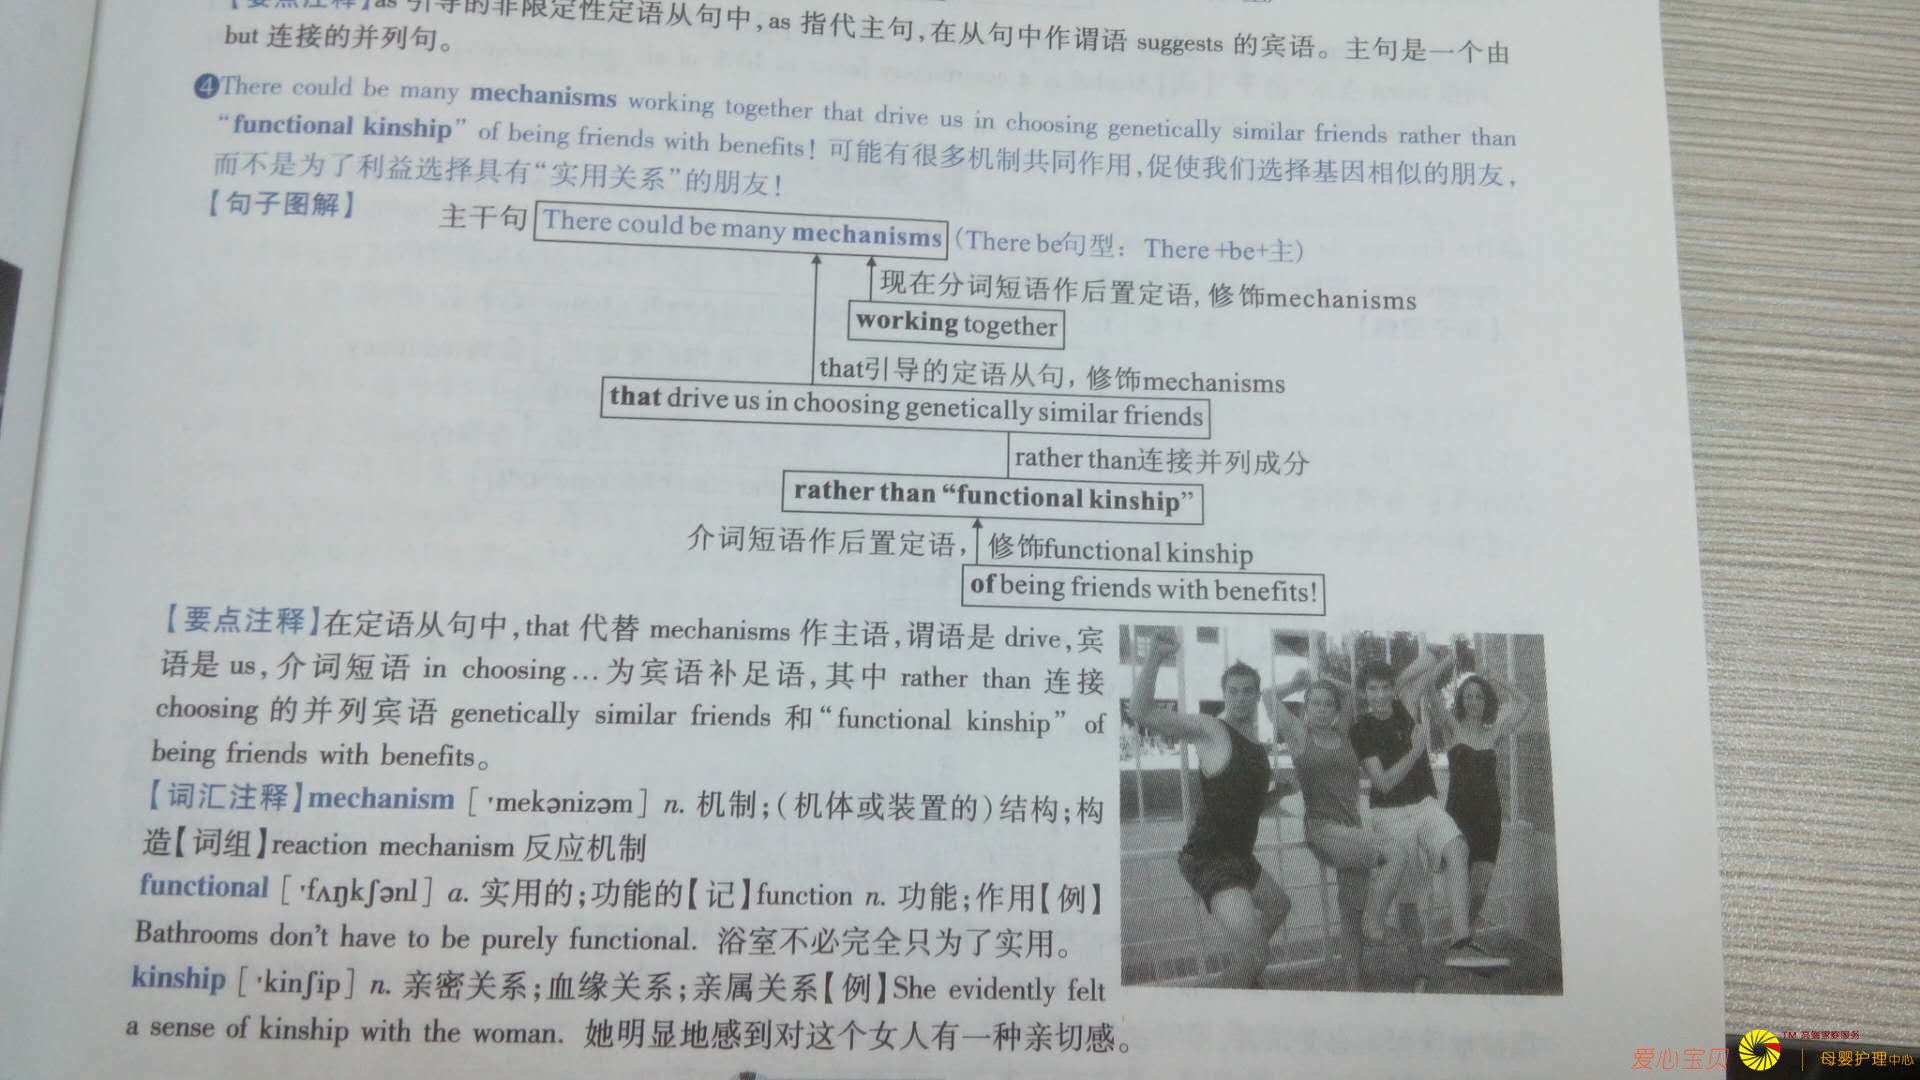 【要点注释】as 引导的非限定性定语从句中,as 指代主句,在从句中作谓语 suggests 的宾语。主句是一个由
but 连接的并列句。
❹There could be many mechanisms working together that drive us in choosing genetically similar friends rather than
“functional kinship” of being friends with benefits! 可能有很多机制共同作用,促使我们选择基因相似的朋友,
而不是为了利益选择具有“实用关系”的朋友!
【句子图解】
主干句 There could be many mechanisms (There be句型：There +be+主)
现在分词短语作后置定语, 修饰mechanisms
working together
that引导的定语从句, 修饰mechanisms
that drive us in choosing genetically similar friends
rather than连接并列成分
rather than “functional kinship”
介词短语作后置定语, 修饰functional kinship
of being friends with benefits!
【要点注释】在定语从句中,that 代替 mechanisms 作主语,谓语是 drive,宾
语是 us,介词短语 in choosing…为宾语补足语,其中 rather than 连接
choosing 的并列宾语 genetically similar friends 和“functional kinship” of
being friends with benefits。
【词汇注释】mechanism [ˈmekənizəm] n. 机制;(机体或装置的)结构;构
造【词组】reaction mechanism 反应机制
functional [ˈfʌŋkʃənl] a. 实用的;功能的【记】function n. 功能;作用【例】
Bathrooms don't have to be purely functional. 浴室不必完全只为了实用。
kinship [ˈkinʃip] n. 亲密关系;血缘关系;亲属关系【例】She evidently felt
a sense of kinship with the woman. 她明显地感到对这个女人有一种亲切感。
爱心宝贝 TM 高端家庭服务 | 母婴护理中心